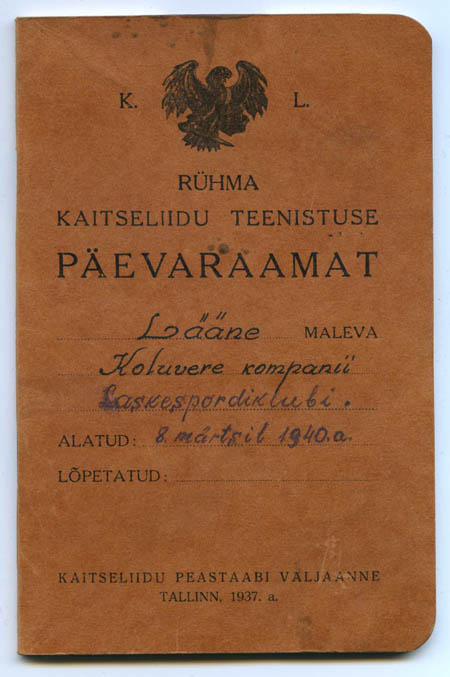 K. L.
RÜHMA
KAITSELIIDU TEENISTUSE
PÄEVARAAMAT
Lääne MALEVA
Koluvere kompanii
Laskespordiklubi.
ALATUD: 8. märtsil 1940.a.
LÕPETATUD:
KAITSELIIDU PEASTAABI VÄLJAANNE
TALLINN, 1937. a.